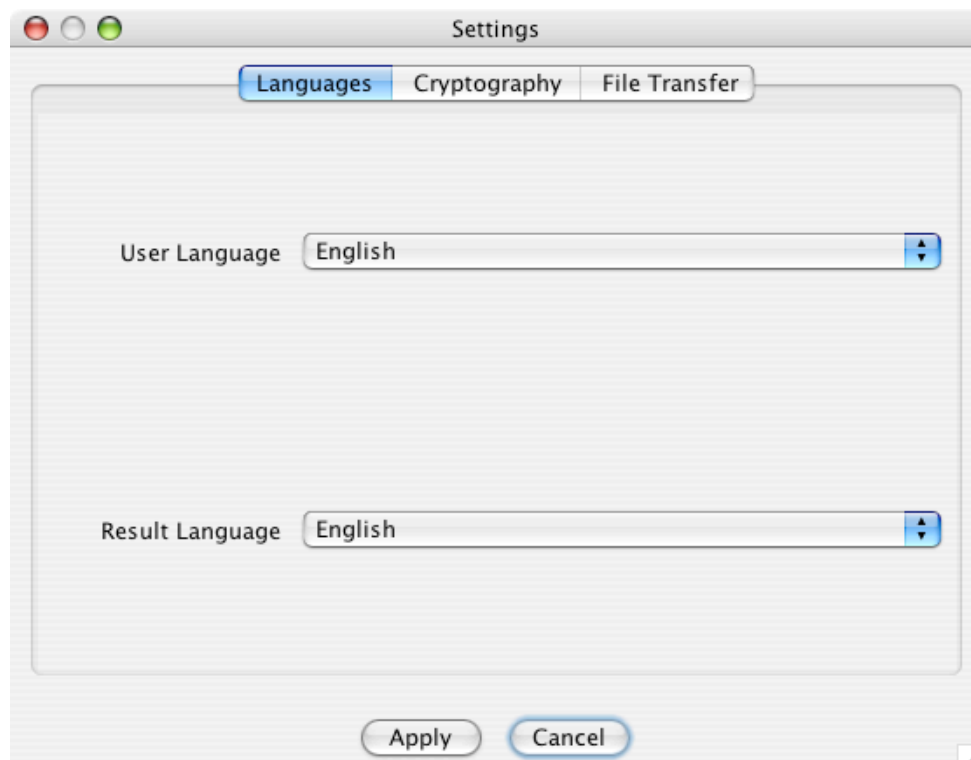 Settings
Languages Cryptography File Transfer
User Language English
Result Language English
Apply Cancel